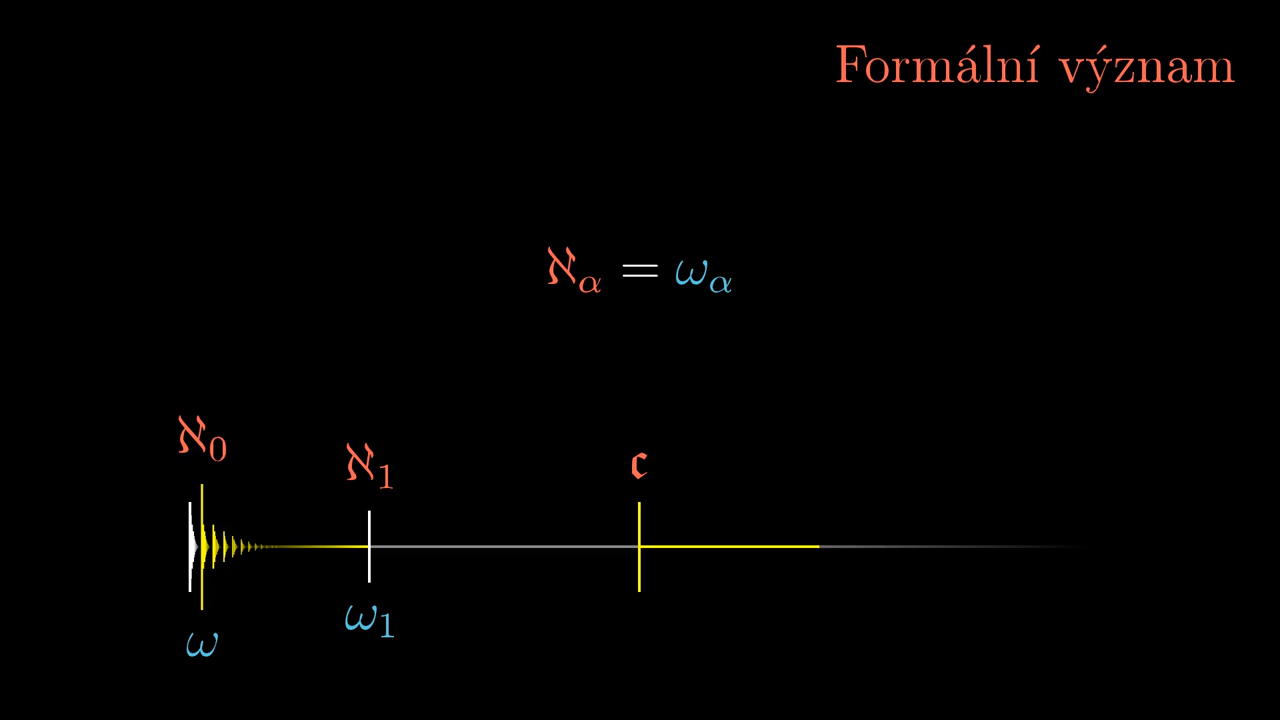 Formální význam
ℵ_α = ω_α
ℵ_0 ℵ_1 𝔠
ω ω_1